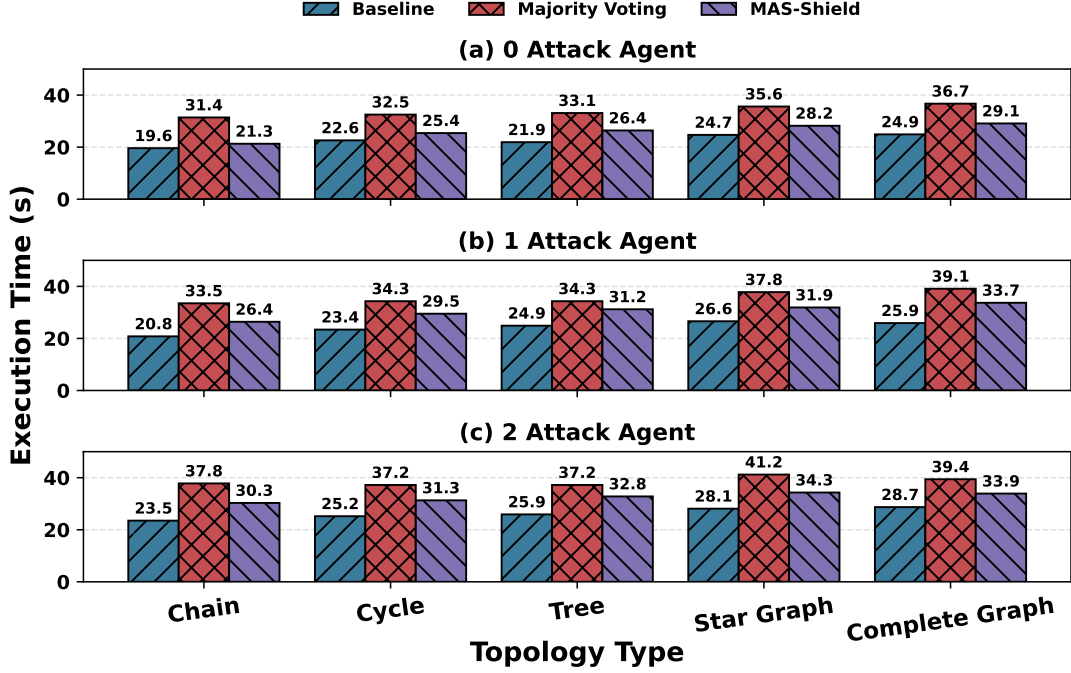 Baseline Majority Voting MAS-Shield
(a) 0 Attack Agent
40
20
0
19.6 31.4 21.3 22.6 32.5 25.4 21.9 33.1 26.4 24.7 35.6 28.2 24.9 36.7 29.1
(b) 1 Attack Agent
40
20
0
20.8 33.5 26.4 23.4 34.3 29.5 24.9 34.3 31.2 26.6 37.8 31.9 25.9 39.1 33.7
Execution Time (s)
(c) 2 Attack Agent
40
20
0
23.5 37.8 30.3 25.2 37.2 31.3 25.9 37.2 32.8 28.1 41.2 34.3 28.7 39.4 33.9
Chain Cycle Tree Star Graph Complete Graph
Topology Type